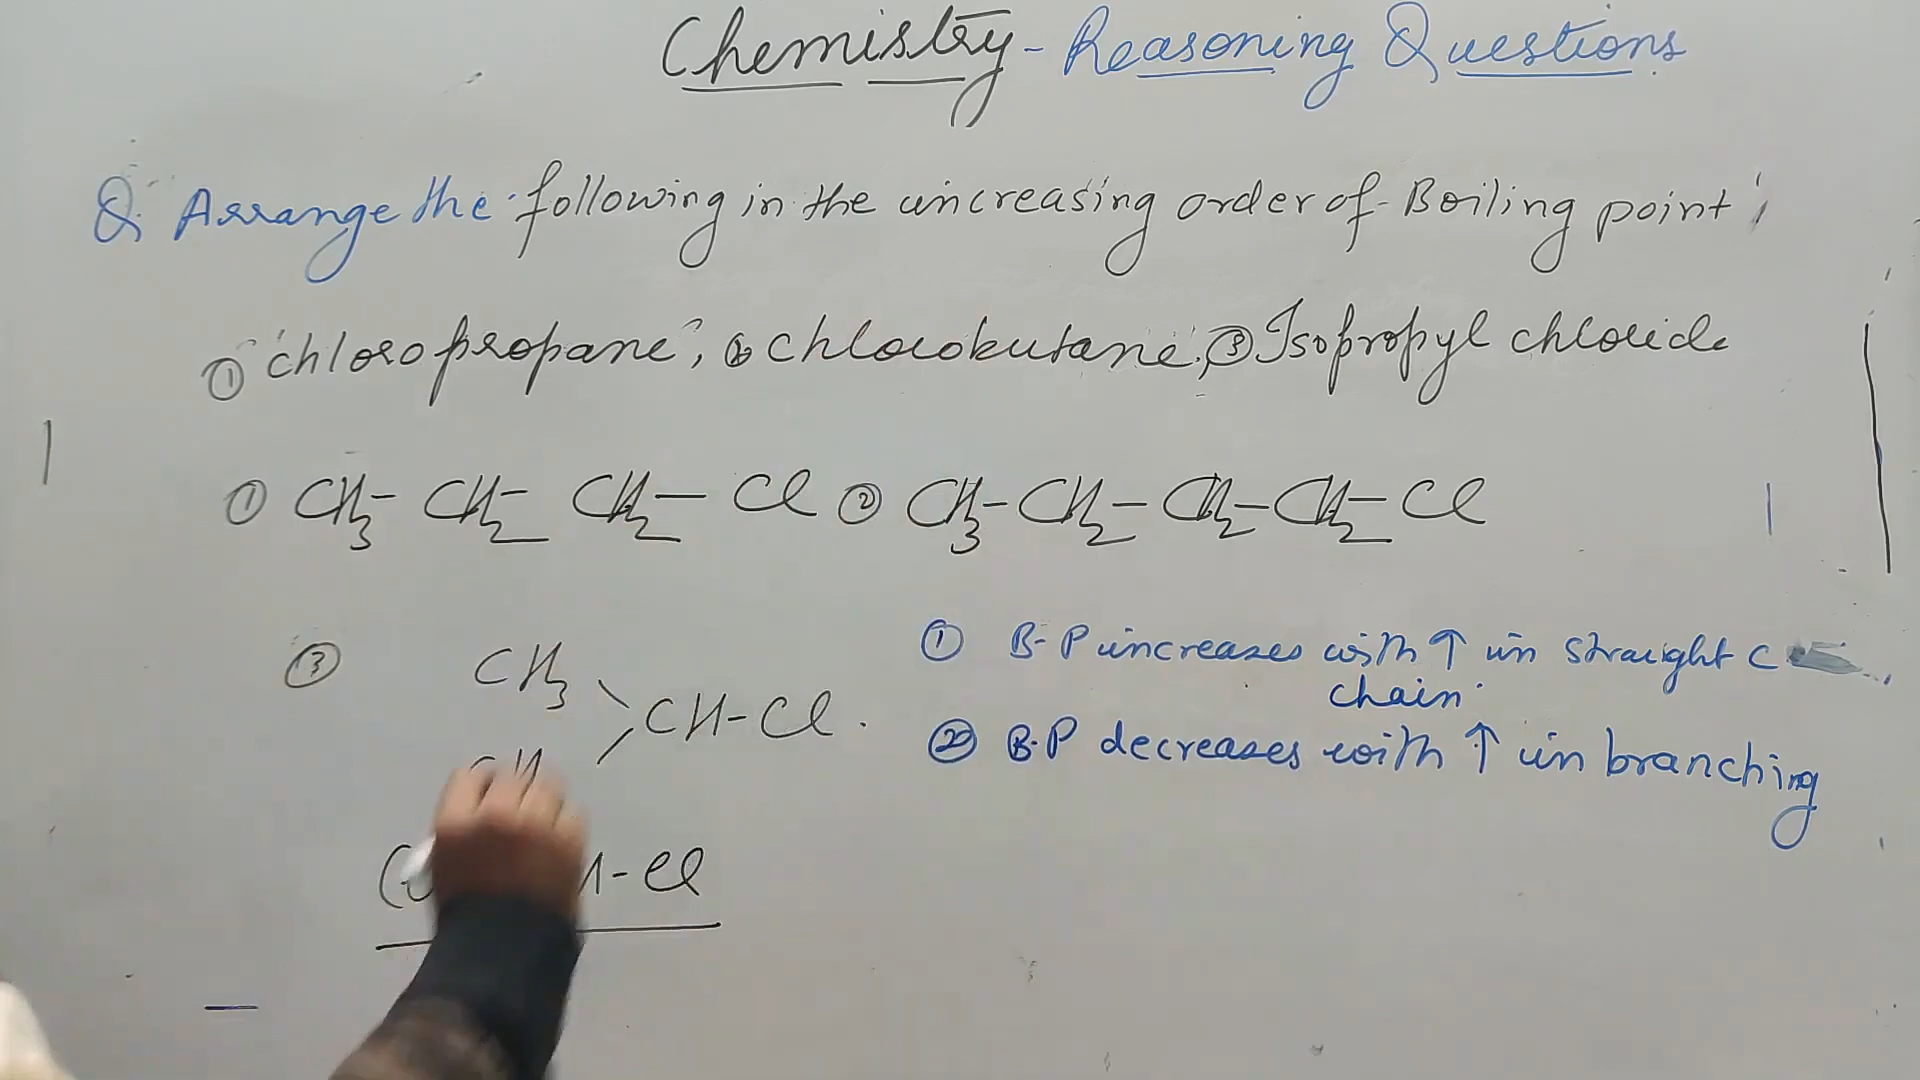 Chemistry - Reasoning Questions
Q. Arrange the following in the increasing order of Boiling point
① chloropropane, ② chlorobutane, ③ Isopropyl chloride
① CH₃- CH₂- CH₂- Cl ② CH₃-CH₂-CH₂-CH₂-Cl
③ CH₃
CH-Cl.
CH
① B-P increases with ↑ in straight C
chain.
② B.P decreases with ↑ in branching
-Cl